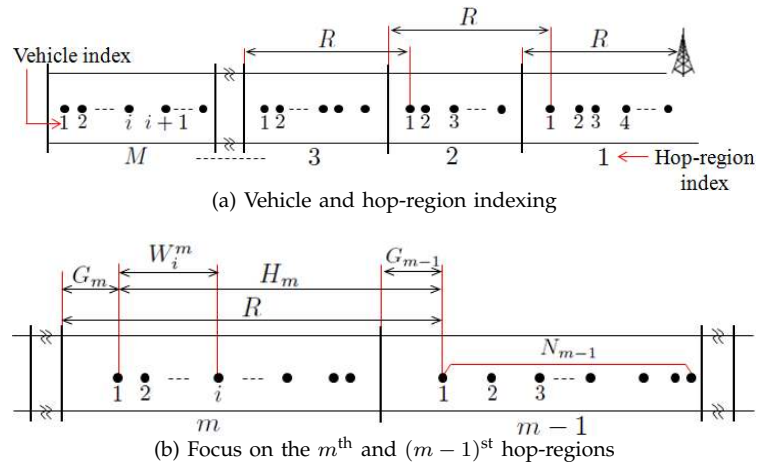 R
R R
Vehicle index
1 2 --- i i+1 ---- 1 2 --- 1 2 3 --- 1 2 3 4 ---
M -------- 3 2 1 Hop-region index
(a) Vehicle and hop-region indexing
W_i^m G_{m-1}
G_m H_m
R
N_{m-1}
1 2 --- i --- 1 2 3 ---
m m − 1
(b) Focus on the m^th and (m − 1)^st hop-regions